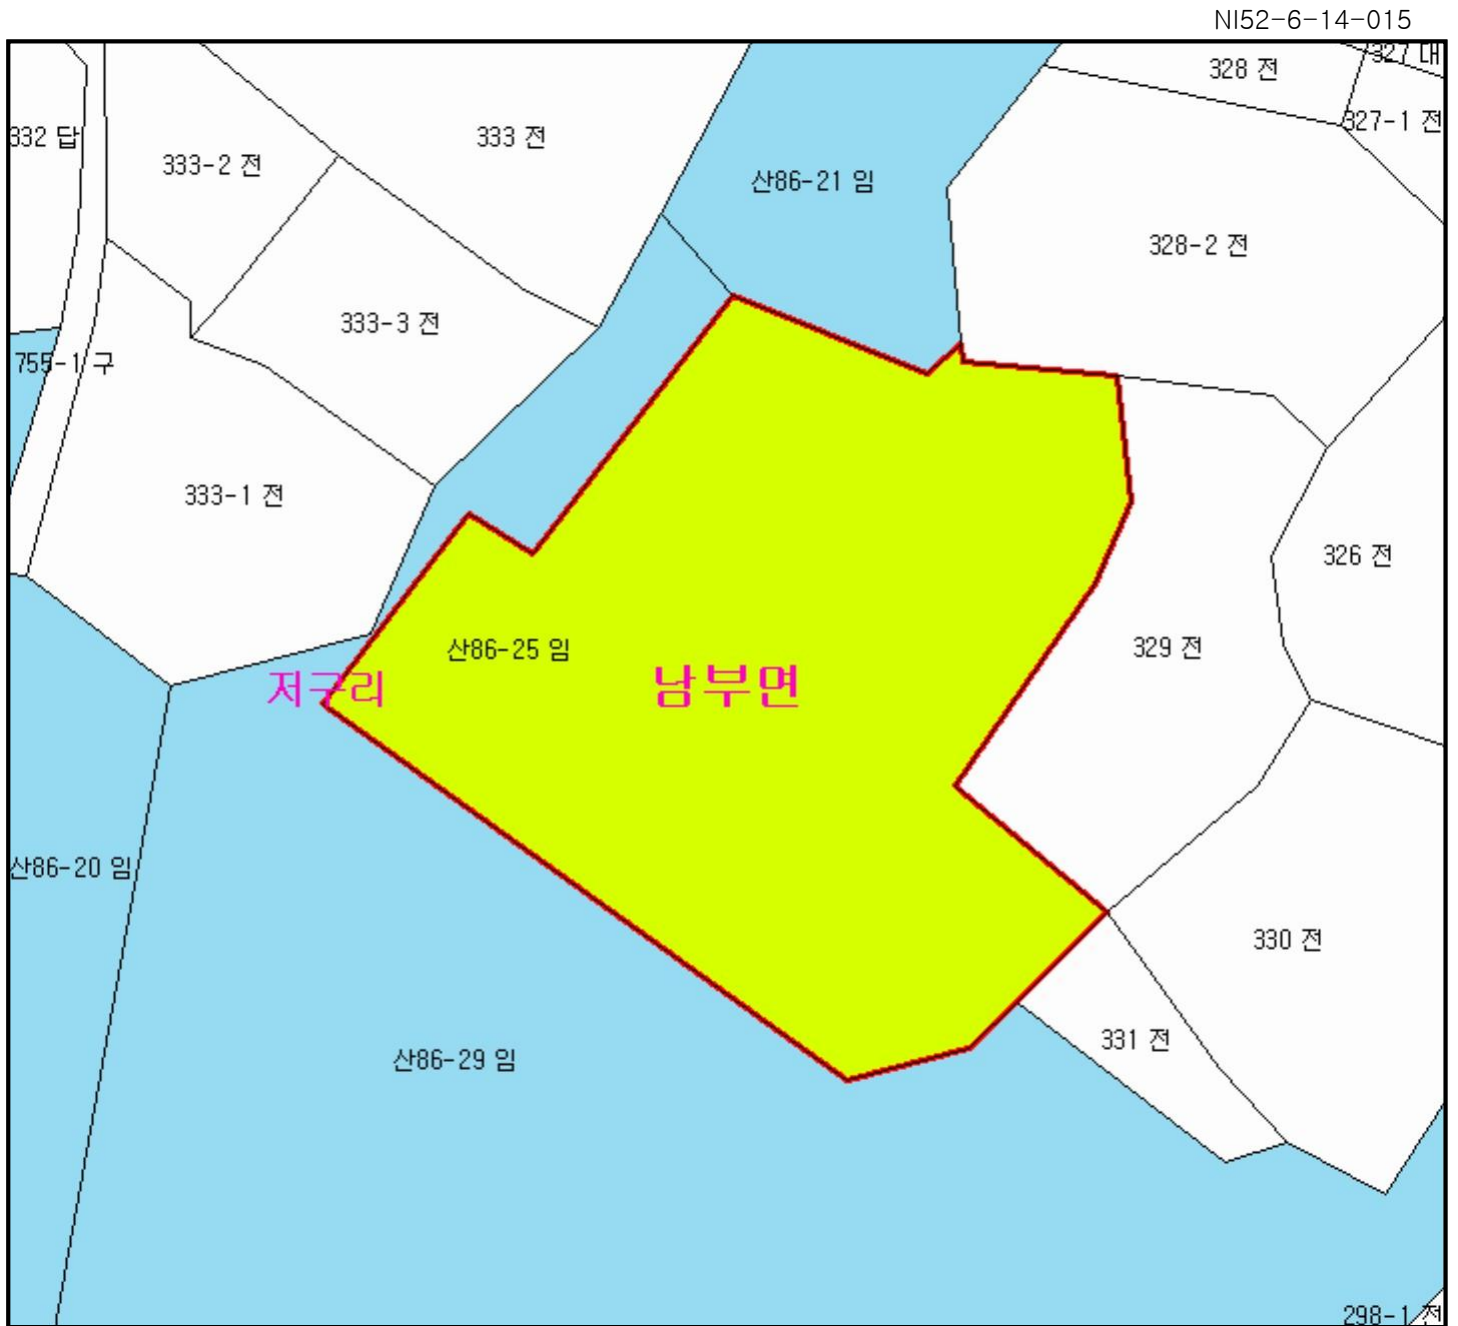 NI52-6-14-015
327 대
328 전
327-1 전
332 답
333-2 전
333 전
산86-21 임
328-2 전
333-3 전
755-1 구
333-1 전
326 전
산86-25 임
329 전
저구리
남부면
산86-20 임
330 전
331 전
산86-29 임
298-1 전